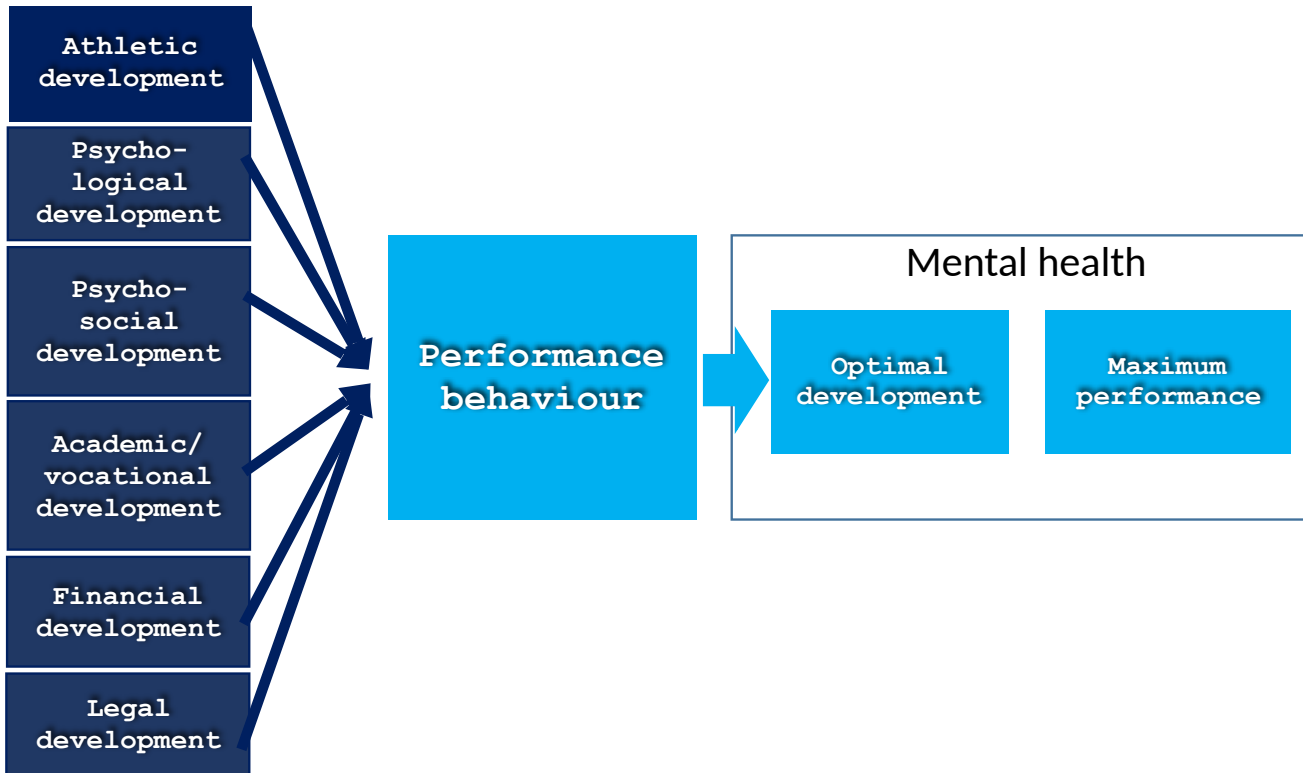 Athletic
development
Psycho-
logical
development
Psycho-
social
development
Academic/
vocational
development
Financial
development
Legal
development
Performance
behaviour
Mental health
Optimal
development
Maximum
performance